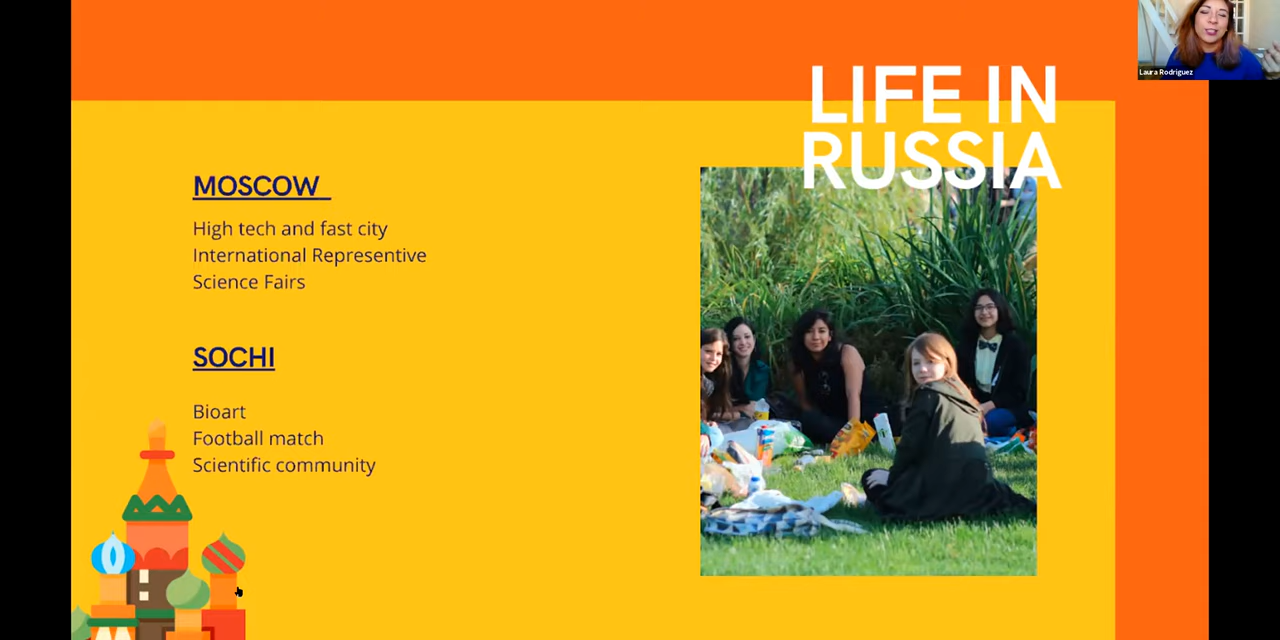 Laura Rodriguez
LIFE IN
RUSSIA
MOSCOW
High tech and fast city
International Representive
Science Fairs
SOCHI
Bioart
Football match
Scientific community